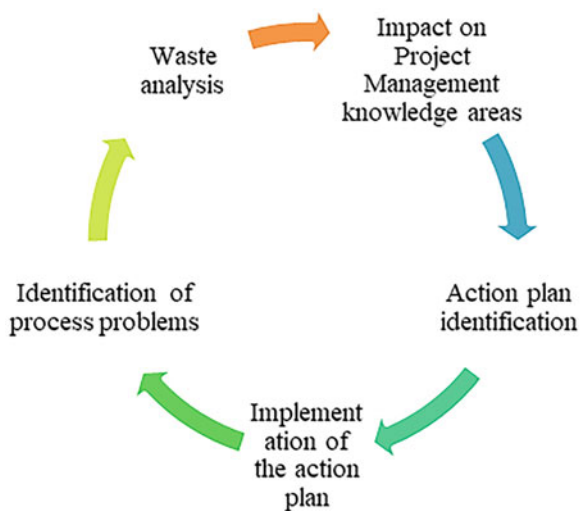 Waste
analysis
Impact on
Project
Management
knowledge areas
Action plan
identification
Implement
ation of
the action
plan
Identification of
process problems